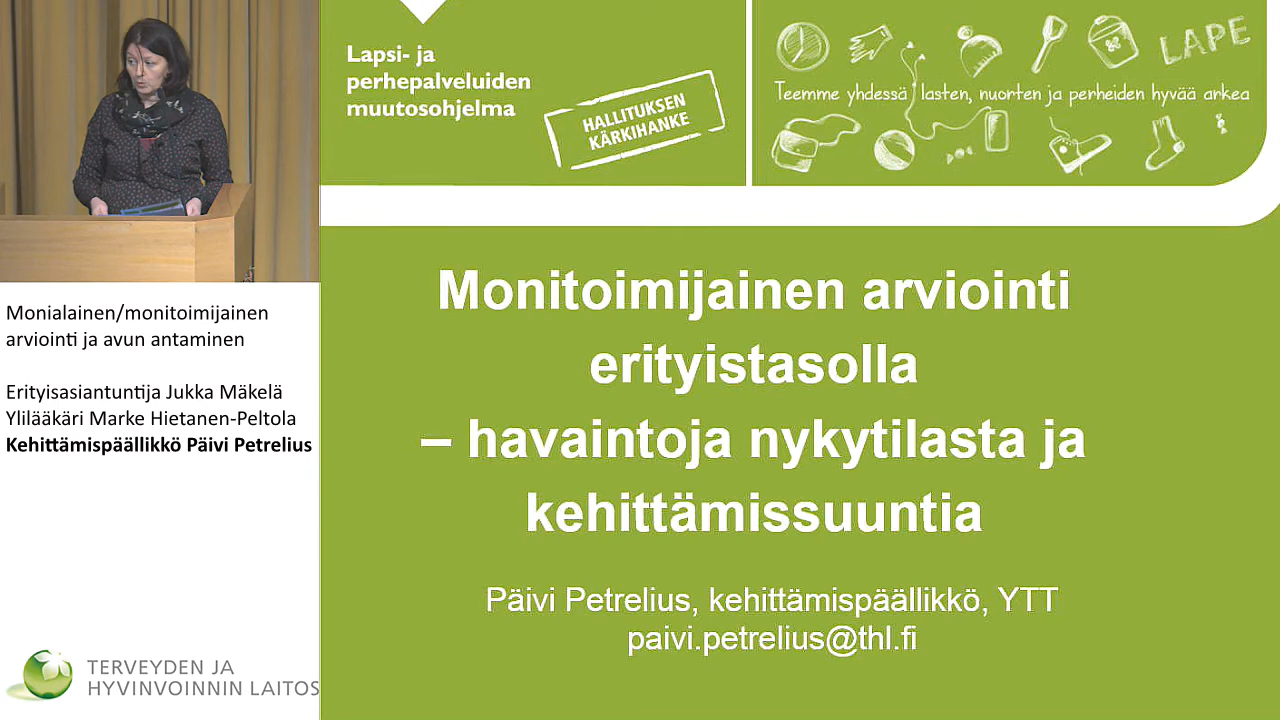 Lapsi- ja
perhepalveluiden
muutosohjelma
HALLITUKSEN
KÄRKIHANKE
LAPE
Teemme yhdessä lasten, nuorten ja perheiden hyvää arkea
Monialainen/monitoimijainen
arviointi ja avun antaminen
Erityisasiantuntija Jukka Mäkelä
Ylilääkäri Marke Hietanen-Peltola
Kehittämispäällikkö Päivi Petrelius
TERVEYDEN JA
HYVINVOINNIN LAITOS
Monitoimijainen arviointi
erityistasolla
– havaintoja nykytilasta ja
kehittämissuuntia
Päivi Petrelius, kehittämispäällikkö, YTT
paivi.petrelius@thl.fi